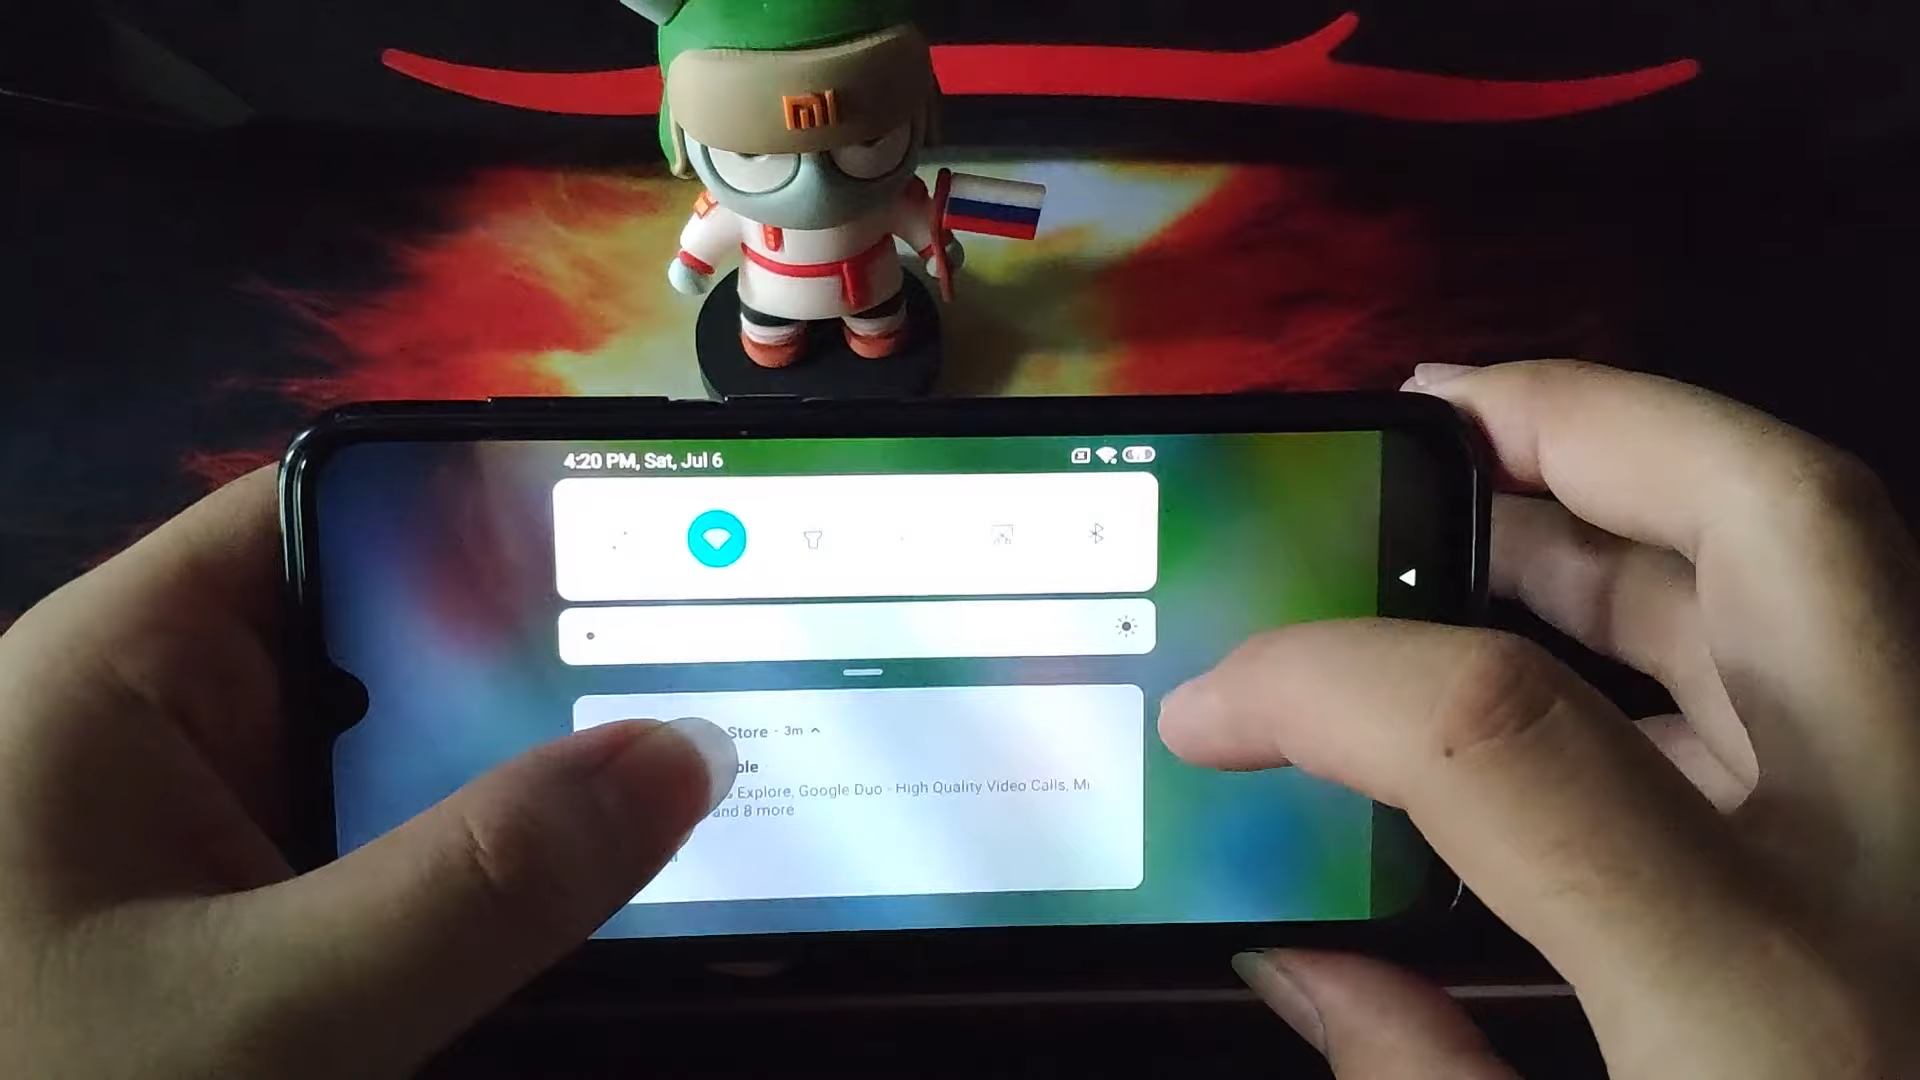 mi
4:20 PM, Sat, Jul 6
Store · 3m
Explore, Google Duo - High Quality Video Calls, Mi
and 8 more